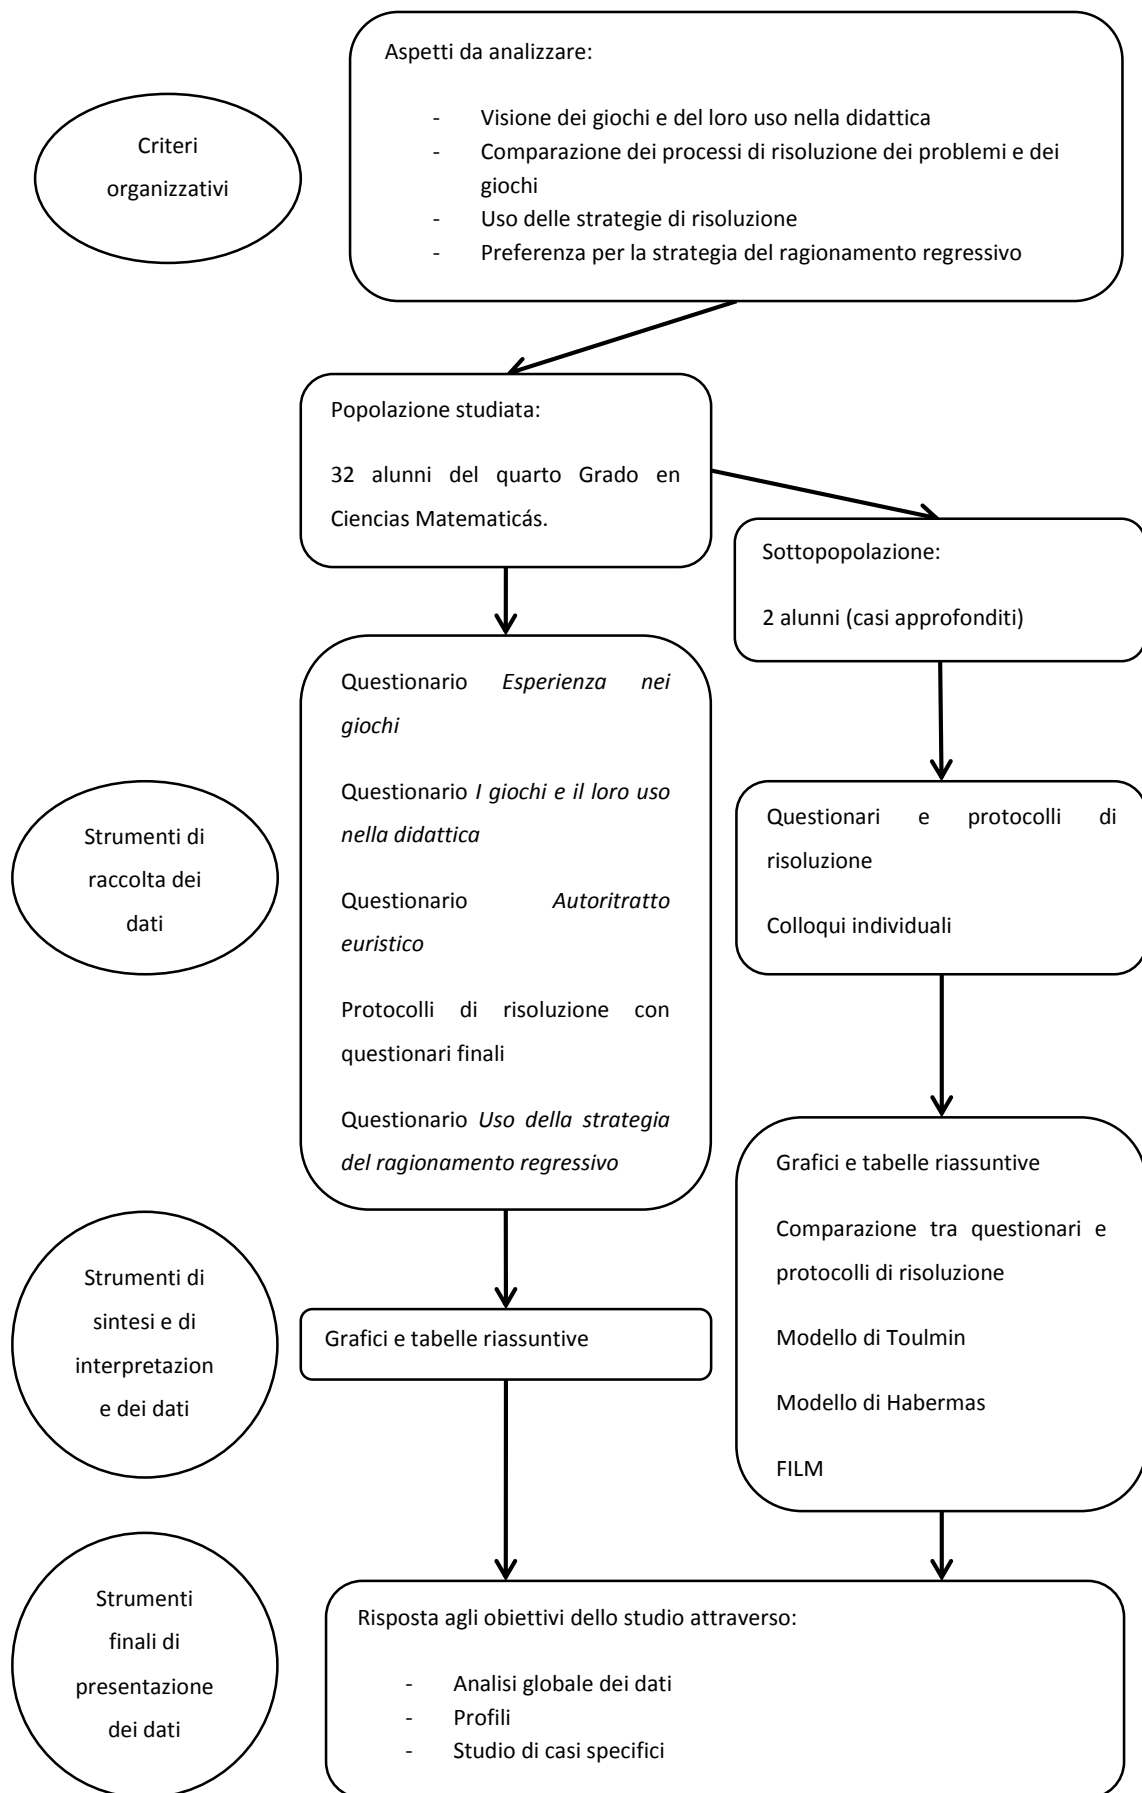 Aspetti da analizzare:
- Visione dei giochi e del loro uso nella didattica
- Comparazione dei processi di risoluzione dei problemi e dei
giochi
- Uso delle strategie di risoluzione
- Preferenza per la strategia del ragionamento regressivo
Criteri
organizzativi
Popolazione studiata:
32 alunni del quarto Grado en
Ciencias Matematicás.
Sottopopolazione:
2 alunni (casi approfonditi)
Strumenti di
raccolta dei
dati
Questionario Esperienza nei
giochi
Questionario I giochi e il loro uso
nella didattica
Questionario Autoritratto
euristico
Protocolli di risoluzione con
questionari finali
Questionario Uso della strategia
del ragionamento regressivo
Questionari e protocolli di
risoluzione
Colloqui individuali
Strumenti di
sintesi e di
interpretazion
e dei dati
Grafici e tabelle riassuntive
Grafici e tabelle riassuntive
Comparazione tra questionari e
protocolli di risoluzione
Modello di Toulmin
Modello di Habermas
FILM
Strumenti
finali di
presentazione
dei dati
Risposta agli obiettivi dello studio attraverso:
- Analisi globale dei dati
- Profili
- Studio di casi specifici